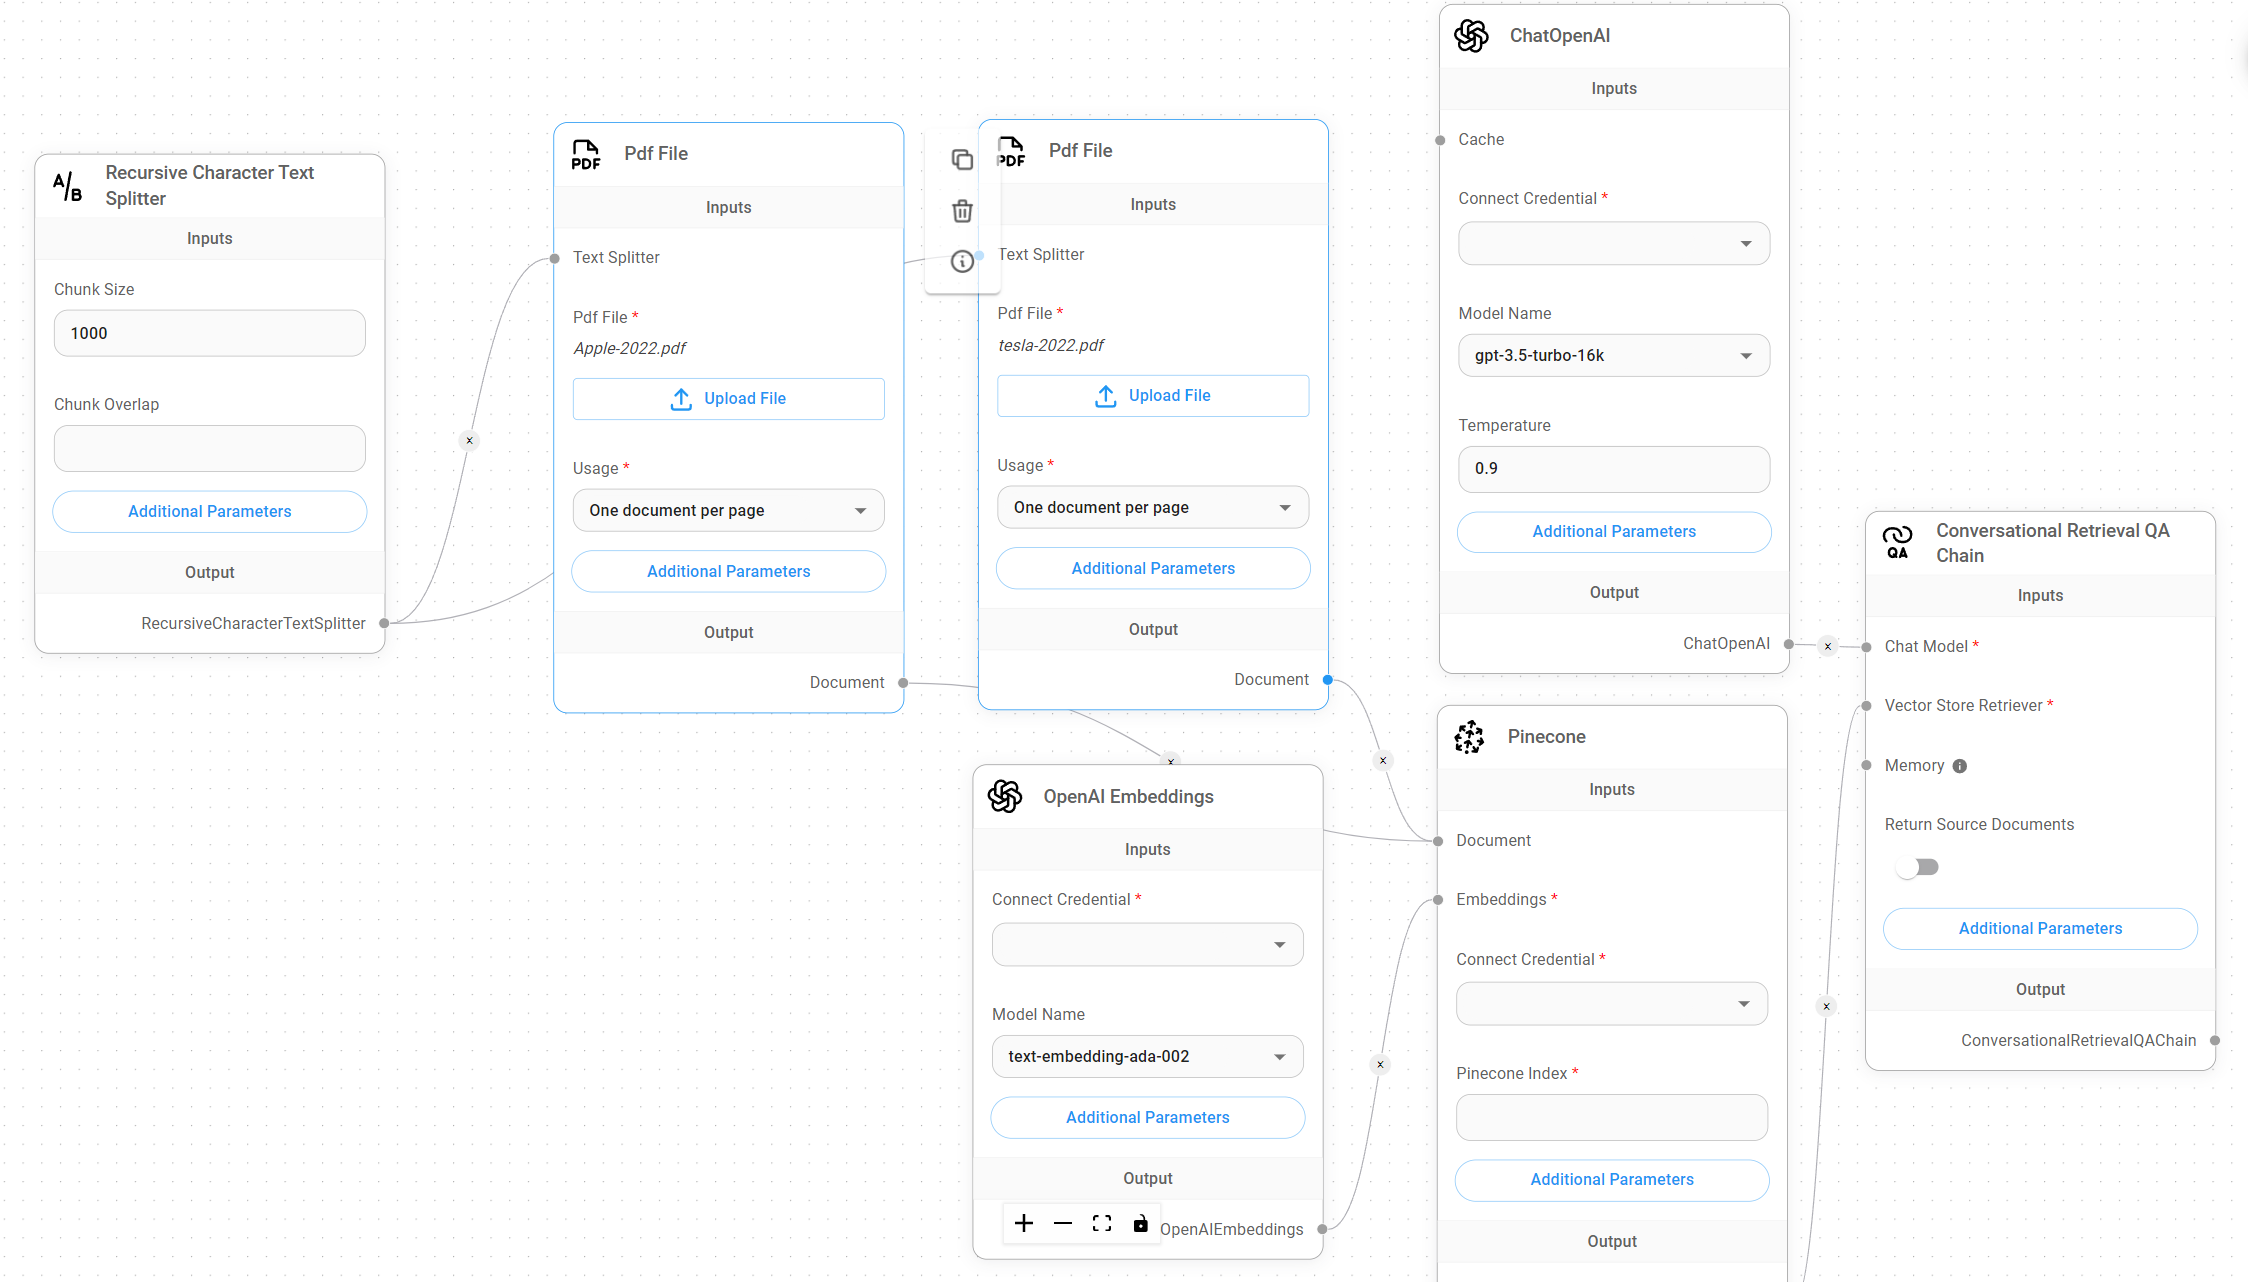 Recursive Character Text
Splitter
Inputs
Chunk Size
1000
Chunk Overlap
Additional Parameters
Output
RecursiveCharacterTextSplitter
PDF
Pdf File
Inputs
Text Splitter
Pdf File *
Apple-2022.pdf
Upload File
Usage *
One document per page
Additional Parameters
Output
Document
PDF
Pdf File
Inputs
Text Splitter
Pdf File *
tesla-2022.pdf
Upload File
Usage *
One document per page
Additional Parameters
Output
Document
OpenAI Embeddings
Inputs
Connect Credential *
Model Name
text-embedding-ada-002
Additional Parameters
Output
OpenAIEmbeddings
ChatOpenAI
Inputs
Cache
Connect Credential *
Model Name
gpt-3.5-turbo-16k
Temperature
0.9
Additional Parameters
Output
ChatOpenAI
Pinecone
Inputs
Document
Embeddings *
Connect Credential *
Pinecone Index *
Additional Parameters
Output
QA
Conversational Retrieval QA
Chain
Inputs
Chat Model *
Vector Store Retriever *
Memory
Return Source Documents
Additional Parameters
Output
ConversationalRetrievalQAChain